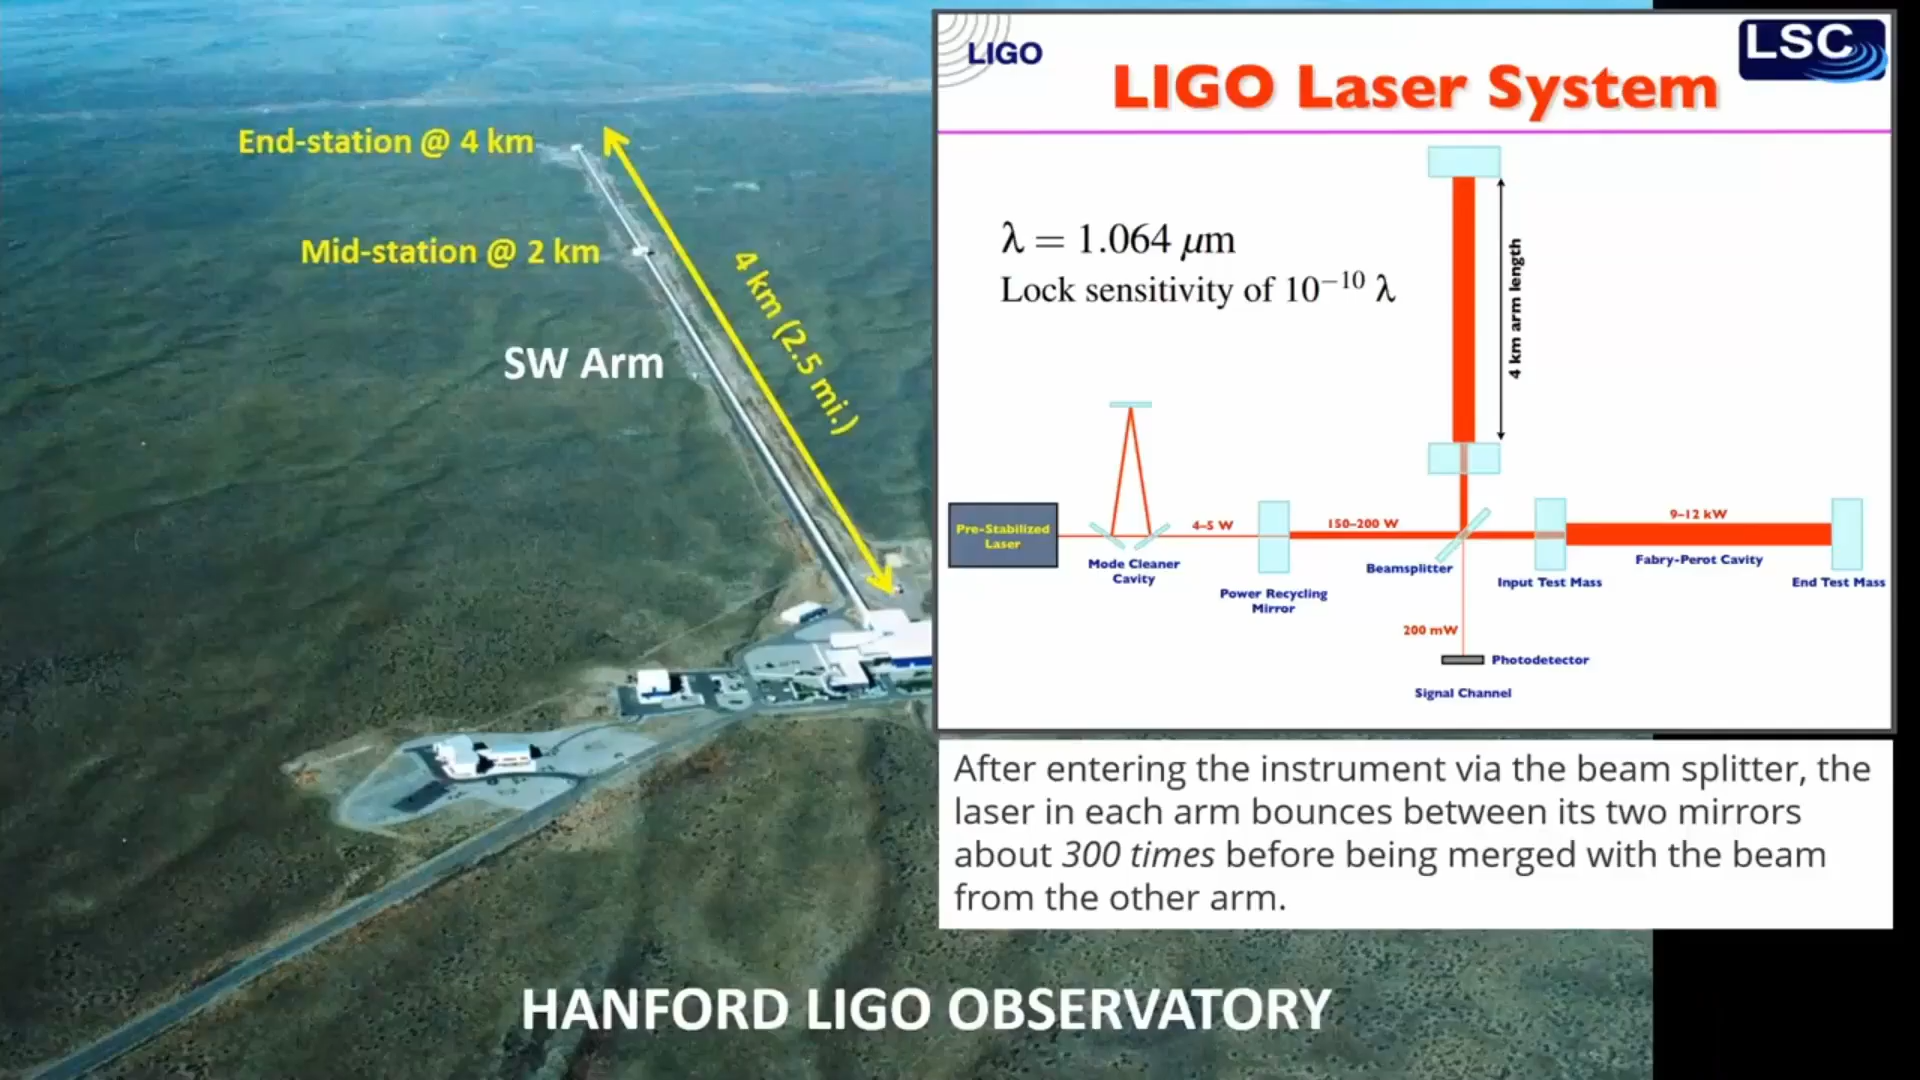 End-station @ 4 km
Mid-station @ 2 km
4 km (2.5 mi.)
SW Arm
HANFORD LIGO OBSERVATORY
LIGO
LSC
LIGO Laser System
λ = 1.064 μm
Lock sensitivity of 10⁻¹⁰ λ
4 km arm length
Pre-Stabilized
Laser
Mode Cleaner
Cavity
4–5 W
Power Recycling
Mirror
150–200 W
Beamsplitter
Input Test Mass
9–12 kW
Fabry-Perot Cavity
End Test Mass
200 mW
Photodetector
Signal Channel
After entering the instrument via the beam splitter, the
laser in each arm bounces between its two mirrors
about 300 times before being merged with the beam
from the other arm.